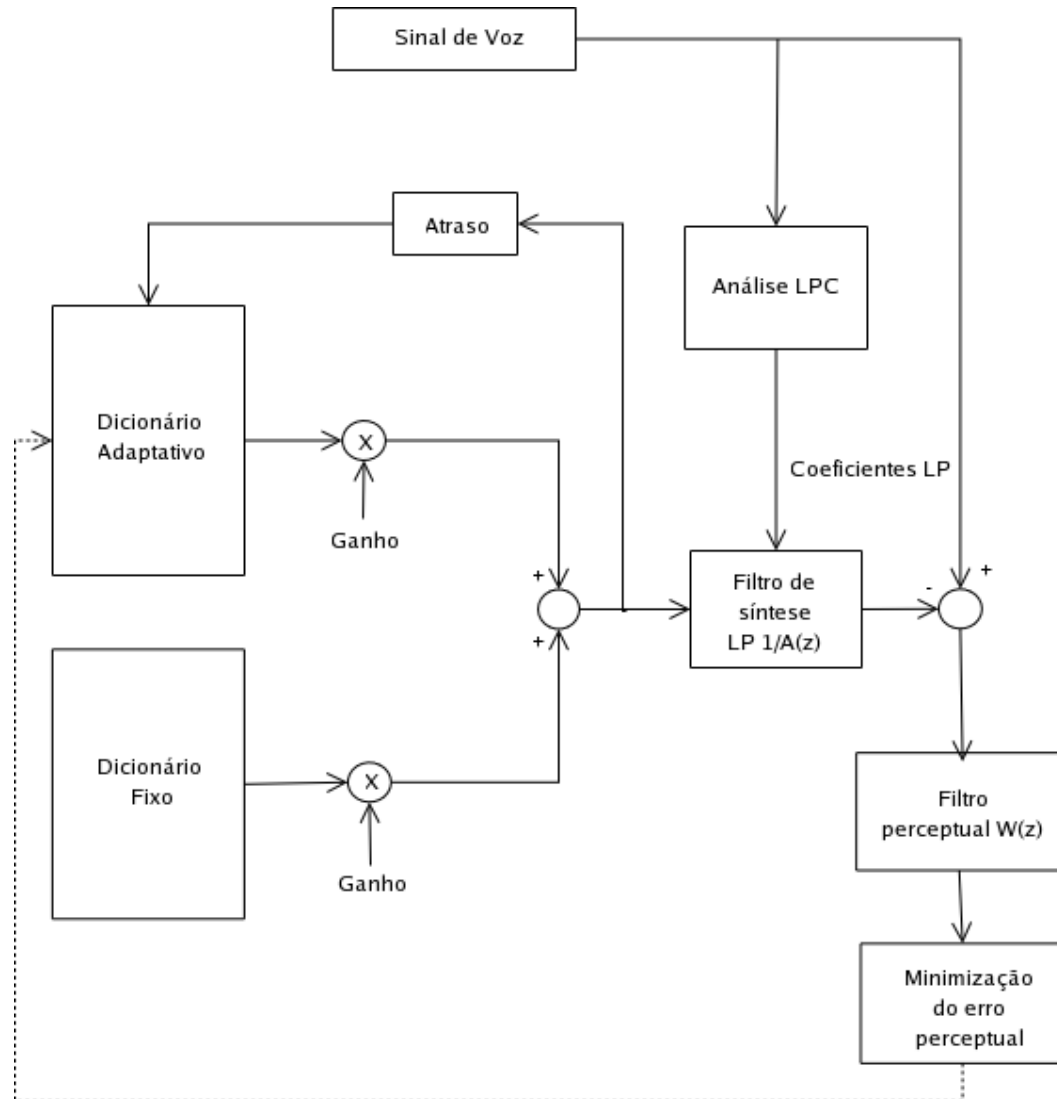 Sinal de Voz
Atraso
Análise LPC
Dicionário
Adaptativo
X
Ganho
Coeficientes LP
+
+
Filtro de
síntese
LP 1/A(z)
-
+
Dicionário
Fixo
X
Ganho
Filtro
perceptual W(z)
Minimização
do erro
perceptual